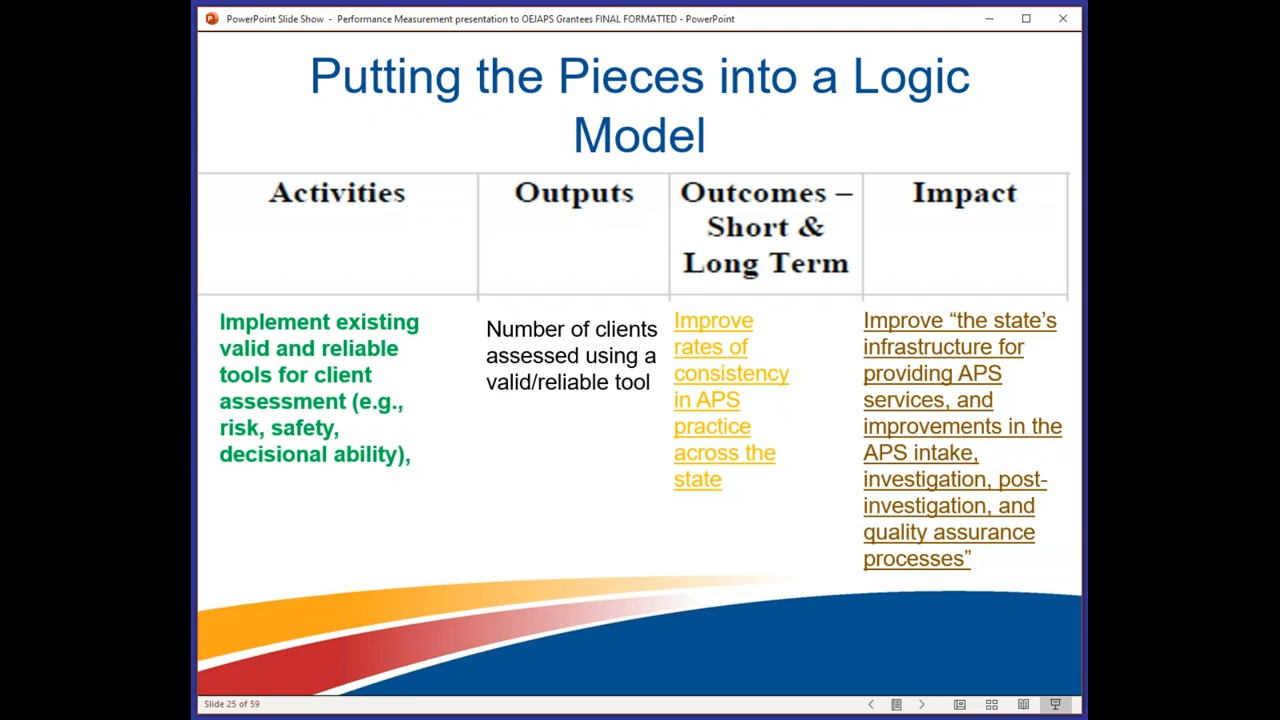 PowerPoint Slide Show - Performance Measurement presentation to OEJAPS Grantees FINAL FORMATTED - PowerPoint
Putting the Pieces into a Logic
Model
Activities
Outputs
Outcomes –
Short &
Long Term
Impact
Implement existing
valid and reliable
tools for client
assessment (e.g.,
risk, safety,
decisional ability),
Number of clients
assessed using a
valid/reliable tool
Improve
rates of
consistency
in APS
practice
across the
state
Improve “the state’s
infrastructure for
providing APS
services, and
improvements in the
APS intake,
investigation, post-
investigation, and
quality assurance
processes”
Slide 25 of 59